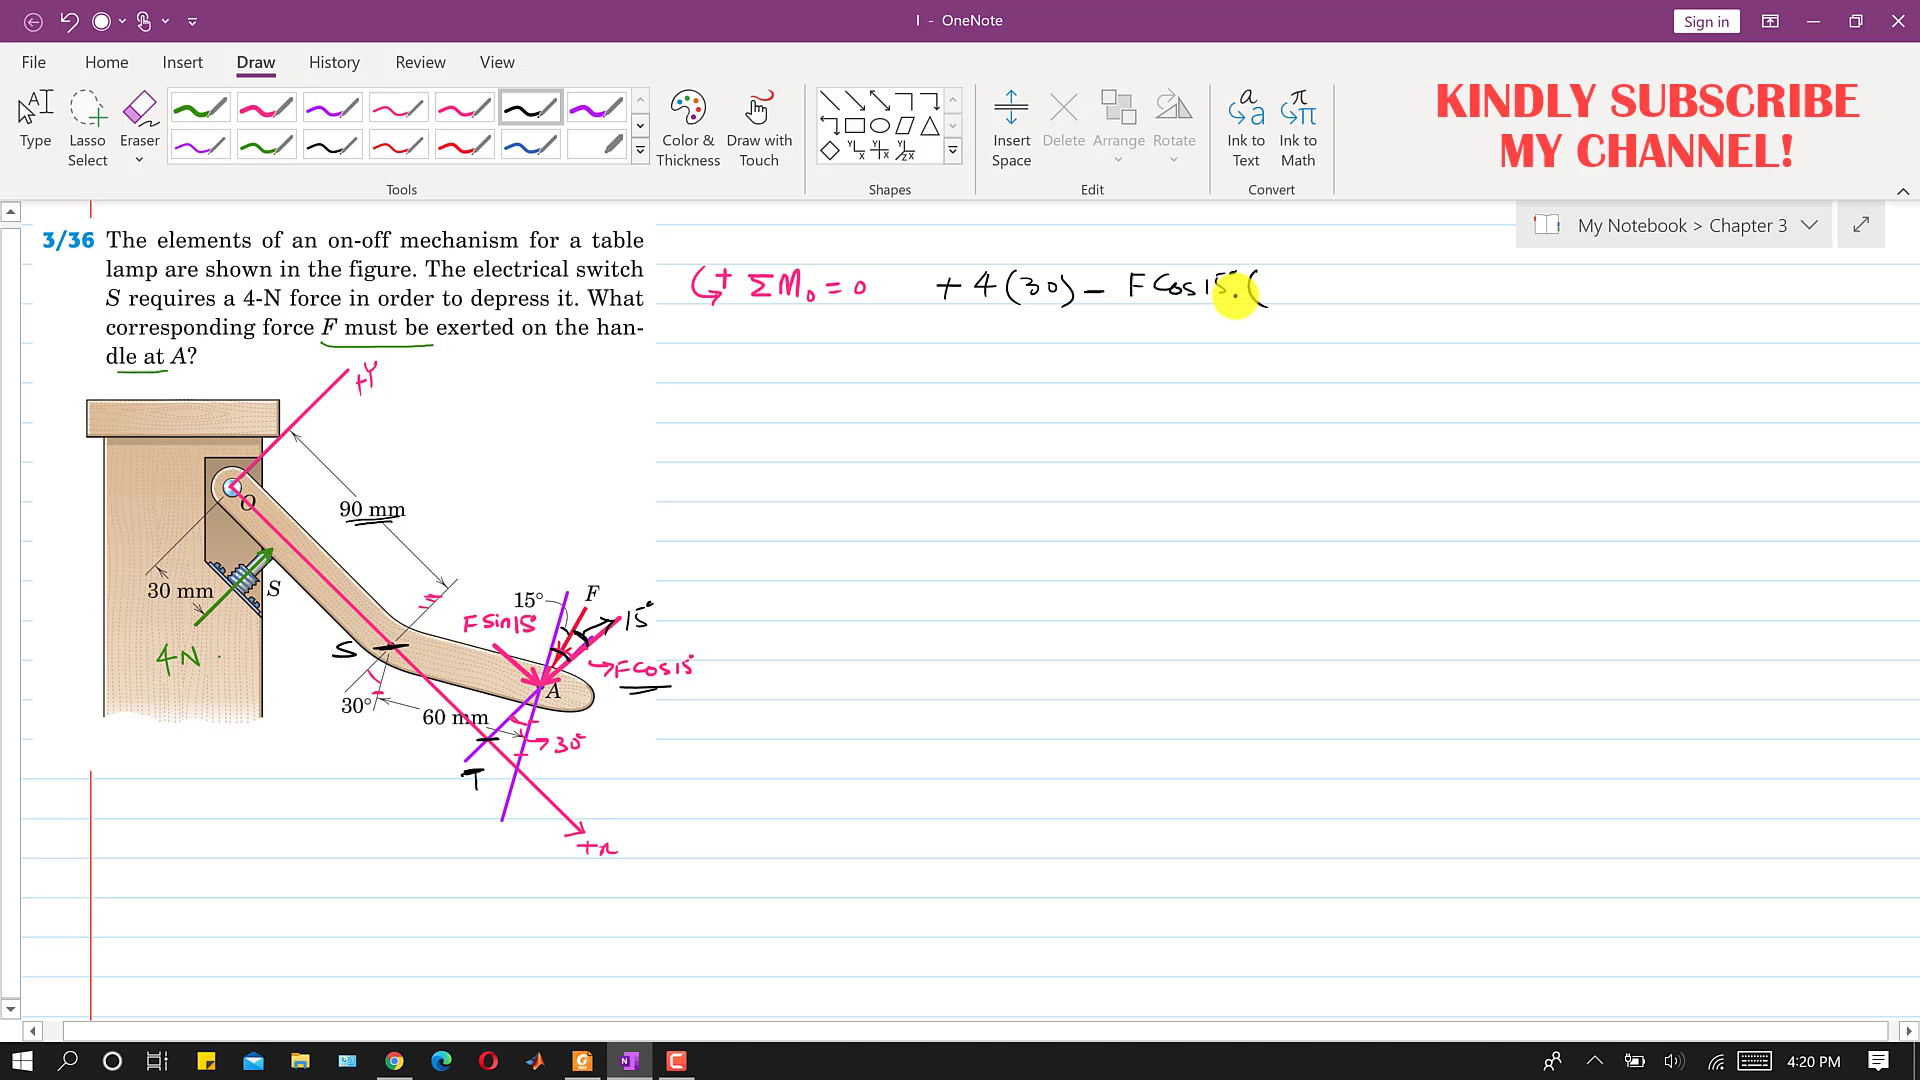 I - OneNote
Sign in
File Home Insert Draw History Review View
Type
Lasso Select
Eraser
Color & Thickness
Draw with Touch
Insert Space
Delete
Arrange
Rotate
Ink to Text
Ink to Math
Tools
Shapes
Edit
Convert
KINDLY SUBSCRIBE
MY CHANNEL!
My Notebook > Chapter 3
3/36 The elements of an on-off mechanism for a table
lamp are shown in the figure. The electrical switch
S requires a 4-N force in order to depress it. What
corresponding force F must be exerted on the han-
dle at A?
+ ΣM₀ = 0 + 4 (30) - F Cos 15° (
+Y
O
90 mm
30 mm
S
4N
15°
F
15°
F sin 15
F cos 15°
S
A
30°
60 mm
30°
T
+x
4:20 PM